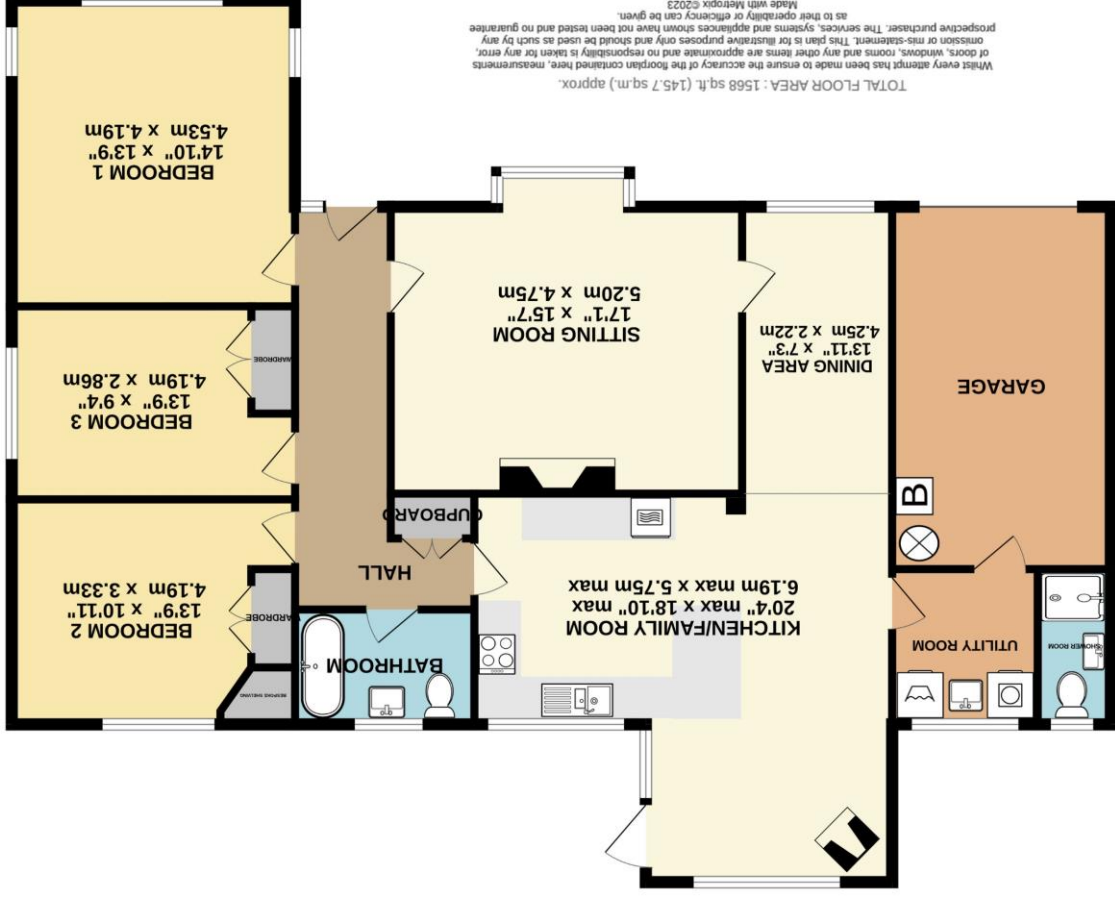 KITCHEN/FAMILY ROOM
20'4" max x 18'10" max
6.19m max x 5.75m max
SHOWER ROOM
UTILITY ROOM
BATHROOM
BESPOKE SHELVING
BEDROOM 2
13'9" x 10'11"
4.19m x 3.33m
WARDROBE
HALL
CUPBOARD
B
GARAGE
DINING AREA
13'11" x 7'3"
4.25m x 2.22m
SITTING ROOM
17'1" x 15'7"
5.20m x 4.75m
BEDROOM 3
13'9" x 9'4"
4.19m x 2.86m
WARDROBE
BEDROOM 1
14'10" x 13'9"
4.53m x 4.19m
TOTAL FLOOR AREA : 1568 sq.ft. (145.7 sq.m.) approx.
Whilst every attempt has been made to ensure the accuracy of the floorplan contained here, measurements
of doors, windows, rooms and any other items are approximate and no responsibility is taken for any error,
omission or mis-statement. This plan is for illustrative purposes only and should be used as such by any
prospective purchaser. The services, systems and appliances shown have not been tested and no guarantee
as to their operability or efficiency can be given.
Made with Metropix ©2023